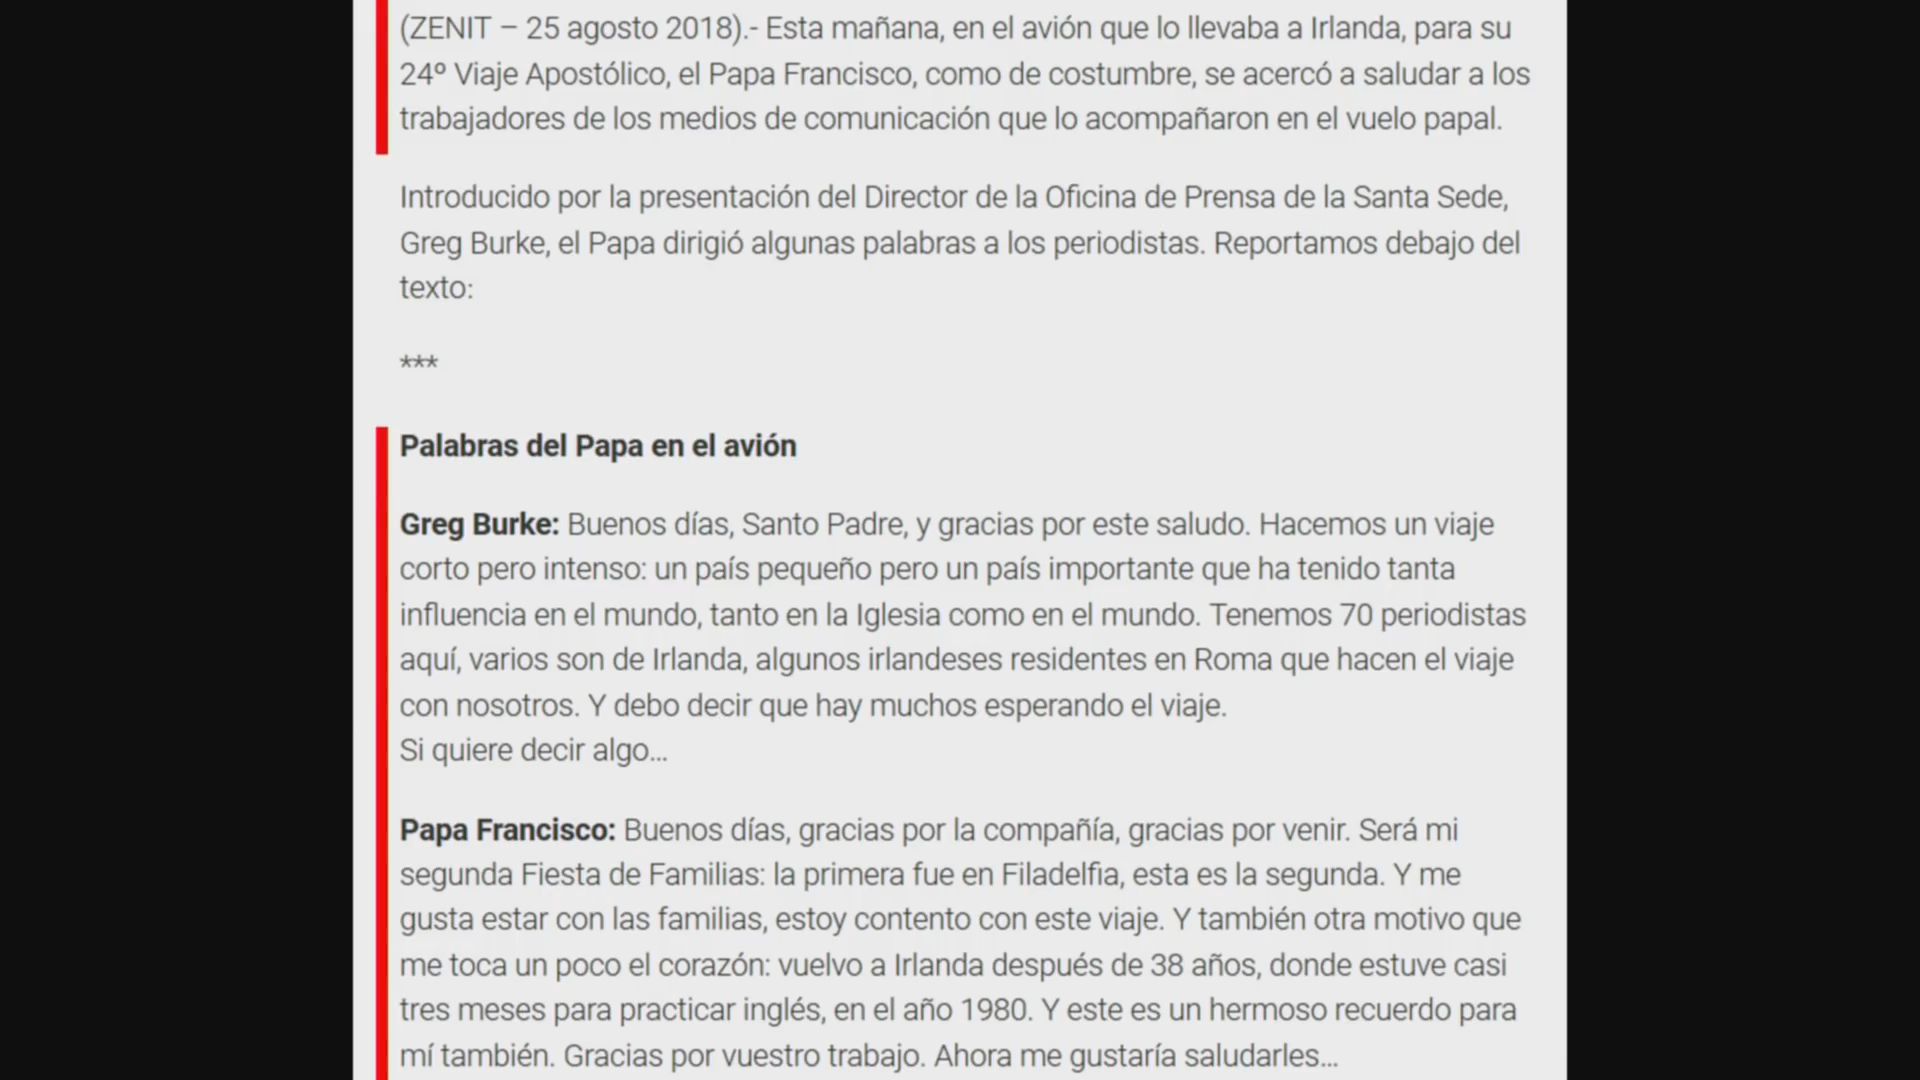 (ZENIT – 25 agosto 2018).- Esta mañana, en el avión que lo llevaba a Irlanda, para su
24º Viaje Apostólico, el Papa Francisco, como de costumbre, se acercó a saludar a los
trabajadores de los medios de comunicación que lo acompañaron en el vuelo papal.
Introducido por la presentación del Director de la Oficina de Prensa de la Santa Sede,
Greg Burke, el Papa dirigió algunas palabras a los periodistas. Reportamos debajo del
texto:
***
Palabras del Papa en el avión
Greg Burke: Buenos días, Santo Padre, y gracias por este saludo. Hacemos un viaje
corto pero intenso: un país pequeño pero un país importante que ha tenido tanta
influencia en el mundo, tanto en la Iglesia como en el mundo. Tenemos 70 periodistas
aquí, varios son de Irlanda, algunos irlandeses residentes en Roma que hacen el viaje
con nosotros. Y debo decir que hay muchos esperando el viaje.
Si quiere decir algo…
Papa Francisco: Buenos días, gracias por la compañía, gracias por venir. Será mi
segunda Fiesta de Familias: la primera fue en Filadelfia, esta es la segunda. Y me
gusta estar con las familias, estoy contento con este viaje. Y también otra motivo que
me toca un poco el corazón: vuelvo a Irlanda después de 38 años, donde estuve casi
tres meses para practicar inglés, en el año 1980. Y este es un hermoso recuerdo para
mí también. Gracias por vuestro trabajo. Ahora me gustaría saludarles…